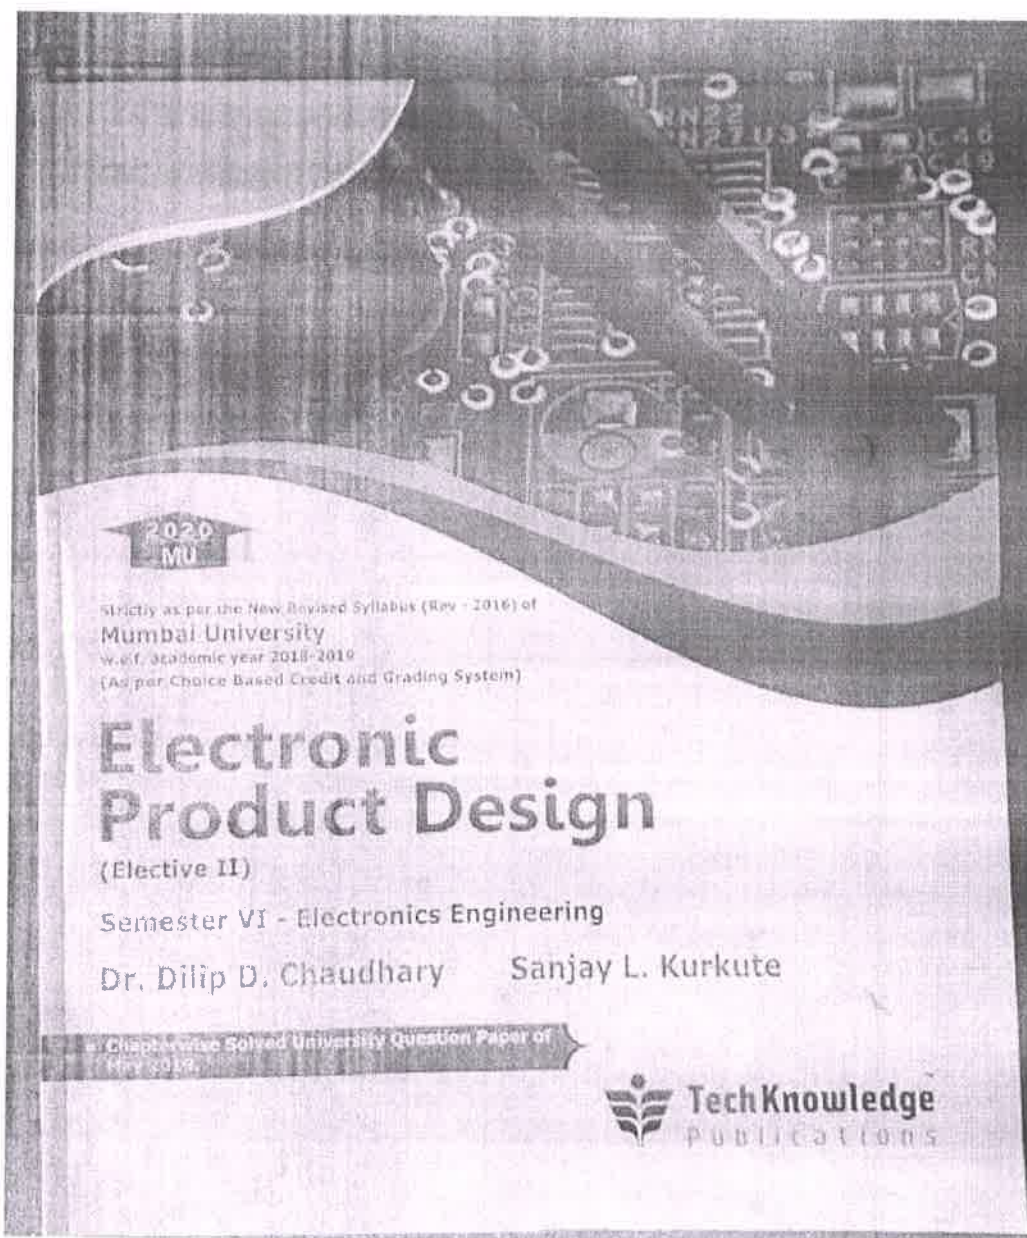 2020
MU
Strictly as per the New Revised Syllabus (Rev - 2016) of
Mumbai University
w.e.f. academic year 2018-2019
(As per Choice Based Credit and Grading System)
Electronic
Product Design
(Elective II)
Semester VI - Electronics Engineering
Dr. Dilip D. Chaudhary Sanjay L. Kurkute
Chapterwise Solved University Question Paper of
May 2019.
TechKnowledge
Publications